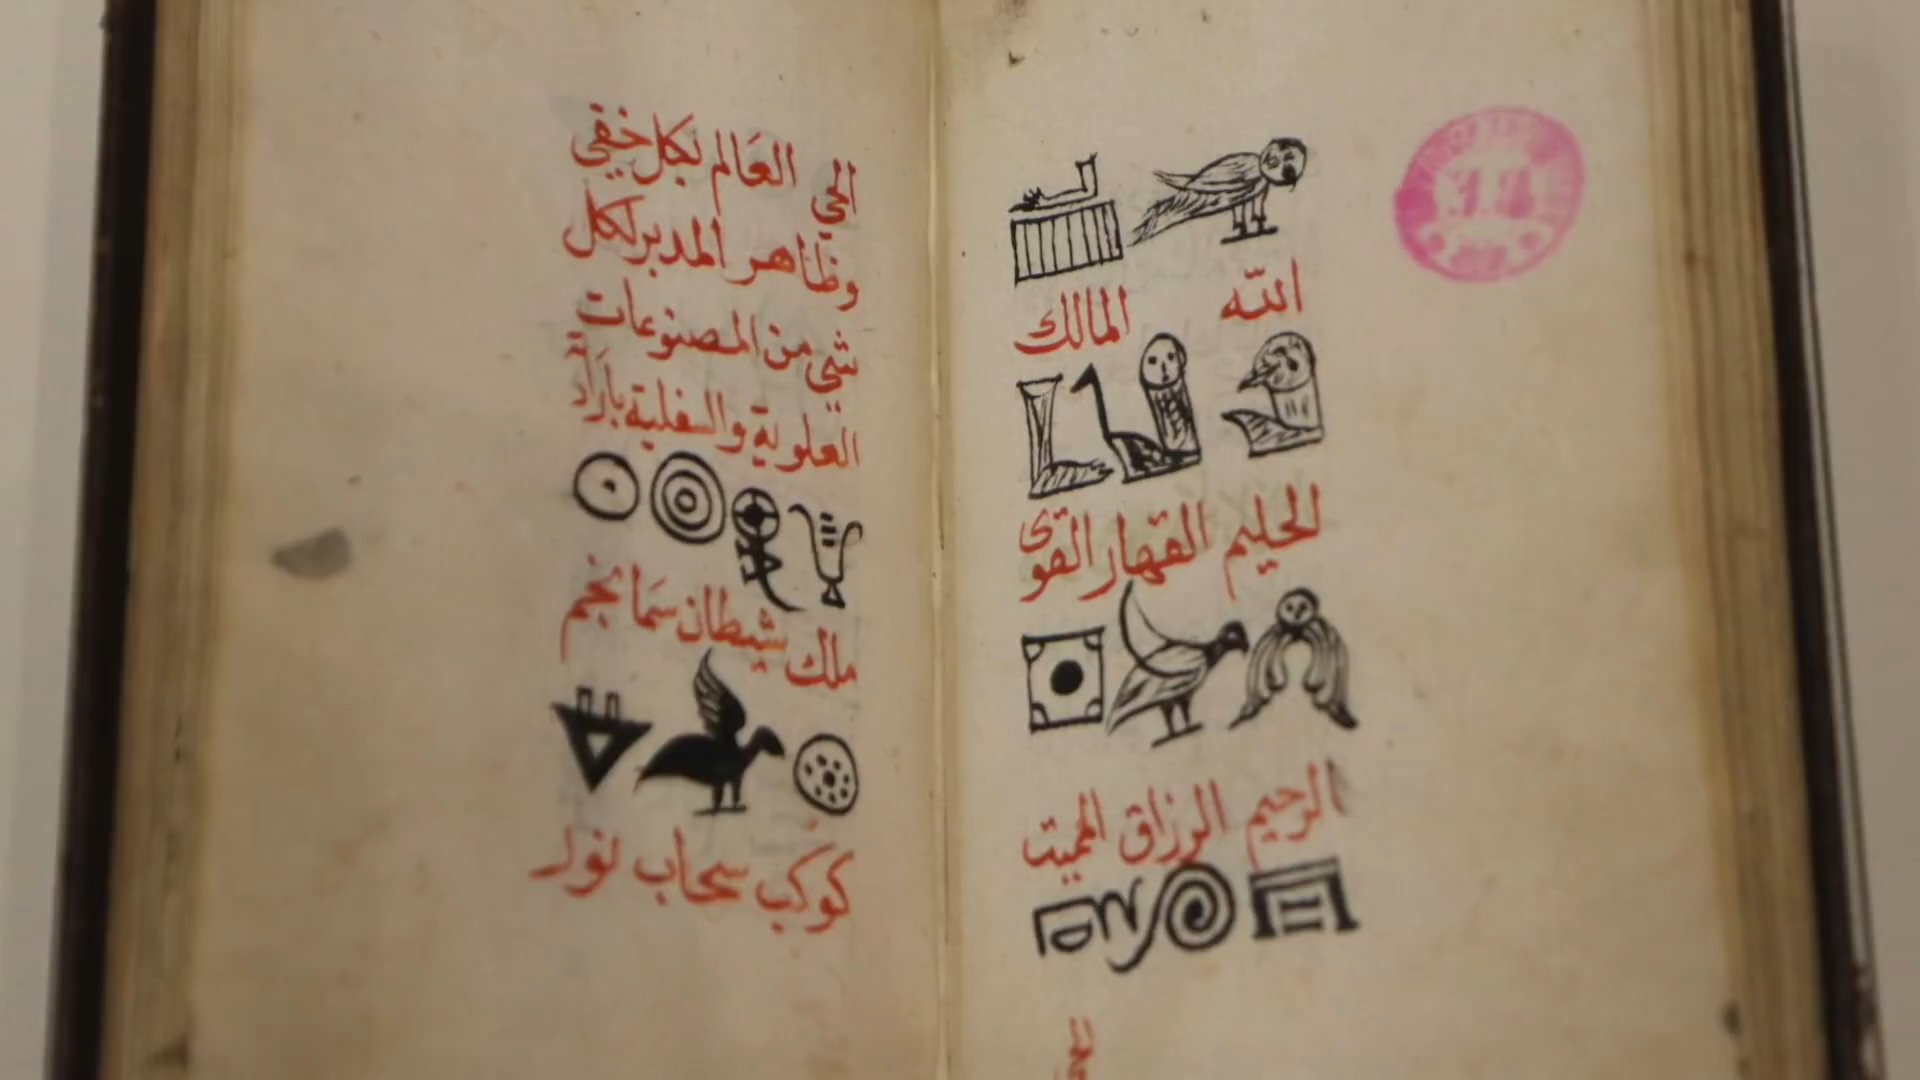 الله المالك
الحليم القهار القوى
الرحيم الرزاق المميت
الحي
الحي العالم بكل خفي
وظاهر المدبر لكل
شي من المصنوعات
العلوية والسفلية
ملك شيطان سما نجم
كوكب سحاب نور